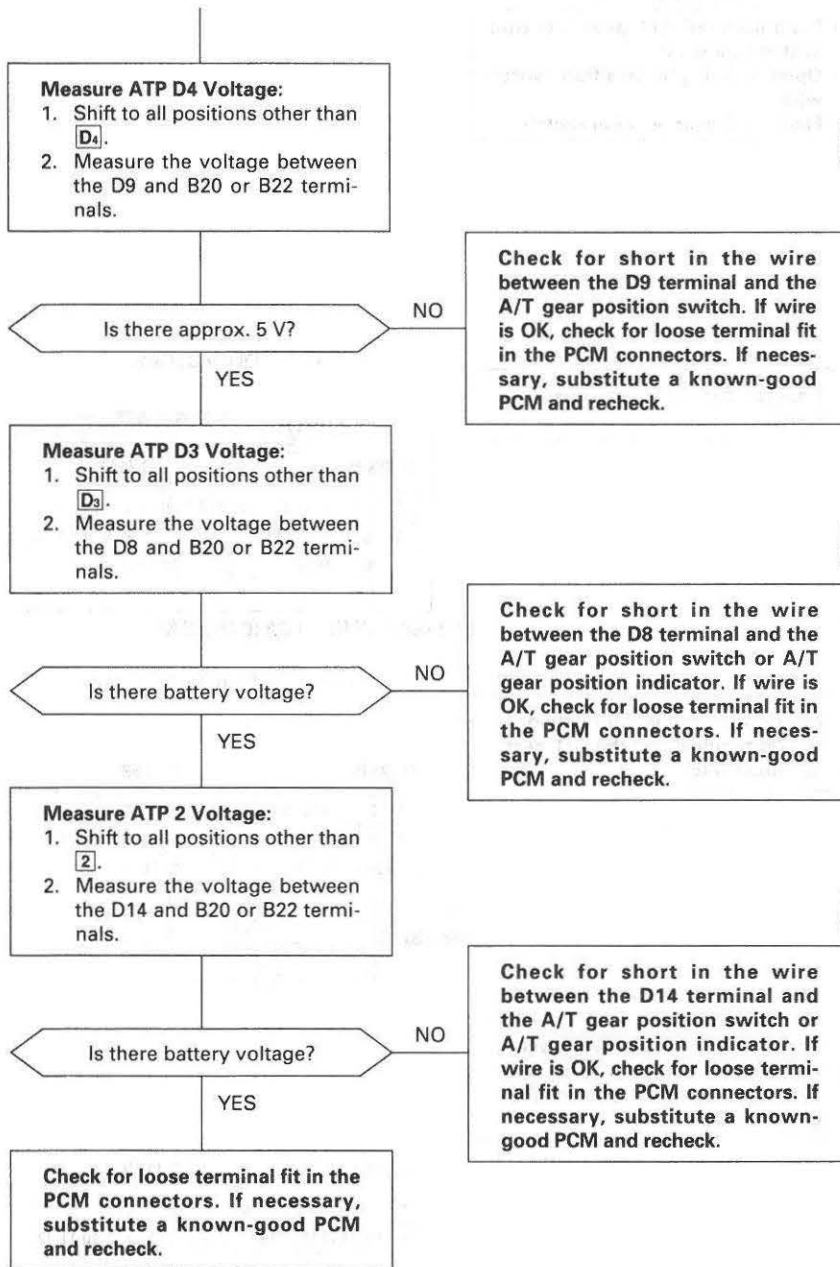 Measure ATP D4 Voltage:
1. Shift to all positions other than
D4.
2. Measure the voltage between
the D9 and B20 or B22 termi-
nals.
Is there approx. 5 V?
NO
Check for short in the wire
between the D9 terminal and the
A/T gear position switch. If wire
is OK, check for loose terminal fit
in the PCM connectors. If neces-
sary, substitute a known-good
PCM and recheck.
YES
Measure ATP D3 Voltage:
1. Shift to all positions other than
D3.
2. Measure the voltage between
the D8 and B20 or B22 termi-
nals.
Is there battery voltage?
NO
Check for short in the wire
between the D8 terminal and the
A/T gear position switch or A/T
gear position indicator. If wire is
OK, check for loose terminal fit in
the PCM connectors. If neces-
sary, substitute a known-good
PCM and recheck.
YES
Measure ATP 2 Voltage:
1. Shift to all positions other than
2.
2. Measure the voltage between
the D14 and B20 or B22 termi-
nals.
Is there battery voltage?
NO
Check for short in the wire
between the D14 terminal and
the A/T gear position switch or
A/T gear position indicator. If
wire is OK, check for loose termi-
nal fit in the PCM connectors. If
necessary, substitute a known-
good PCM and recheck.
YES
Check for loose terminal fit in the
PCM connectors. If necessary,
substitute a known-good PCM
and recheck.